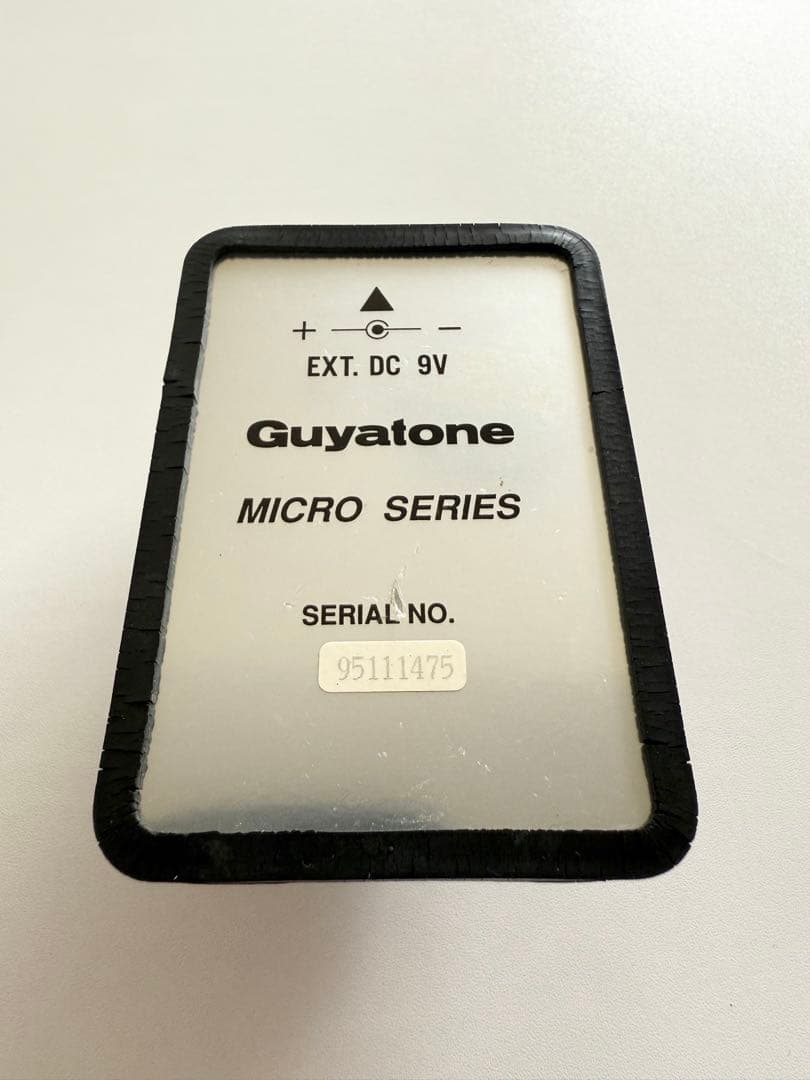 + −
EXT. DC 9V
Guyatone
MICRO SERIES
SERIAL NO.
95111475